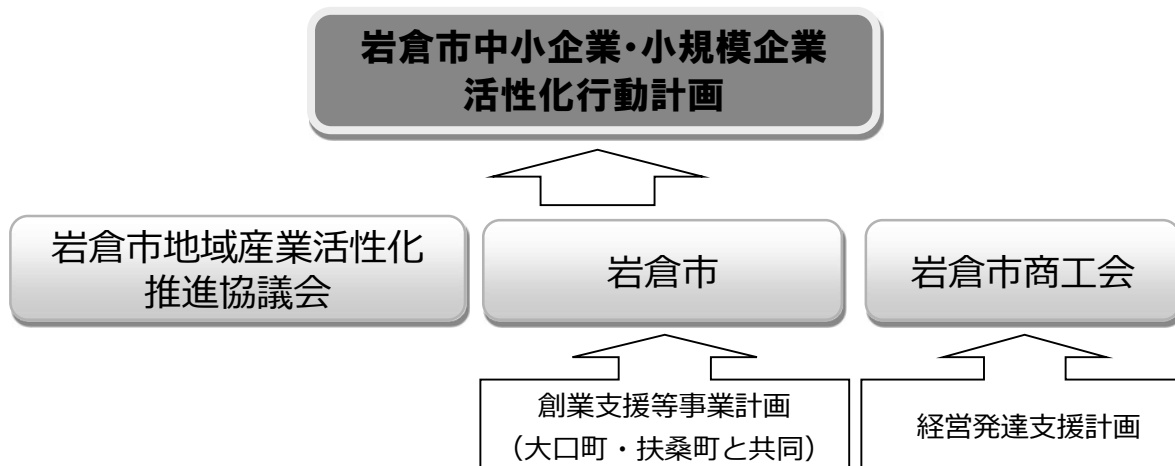 岩倉市中小企業・小規模企業
活性化行動計画
岩倉市地域産業活性化
推進協議会
岩倉市
岩倉市商工会
創業支援等事業計画
（大口町・扶桑町と共同）
経営発達支援計画